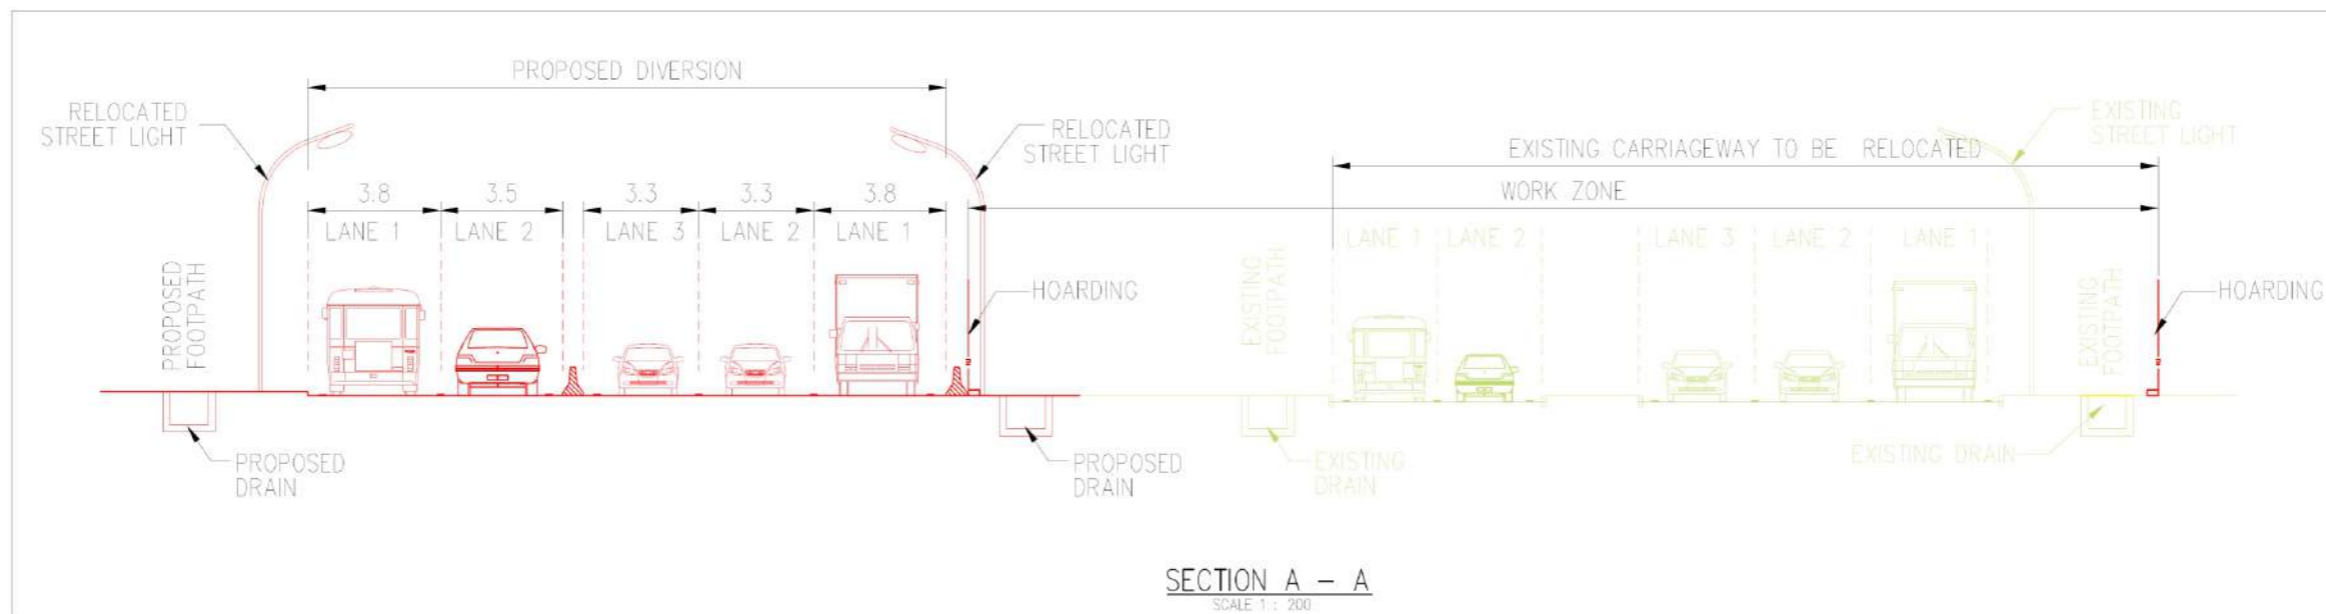 PROPOSED DIVERSION
RELOCATED
STREET LIGHT
RELOCATED
STREET LIGHT
EXISTING
STREET LIGHT
EXISTING CARRIAGEWAY TO BE RELOCATED
WORK ZONE
3.8
3.5
3.3
3.3
3.8
LANE 1
LANE 2
LANE 3
LANE 2
LANE 1
LANE 1
LANE 2
LANE 3
LANE 2
LANE 1
PROPOSED
FOOTPATH
HOARDING
EXISTING
FOOTPATH
EXISTING
FOOTPATH
HOARDING
PROPOSED
DRAIN
PROPOSED
DRAIN
EXISTING
DRAIN
EXISTING DRAIN
SECTION A - A
SCALE 1 : 200